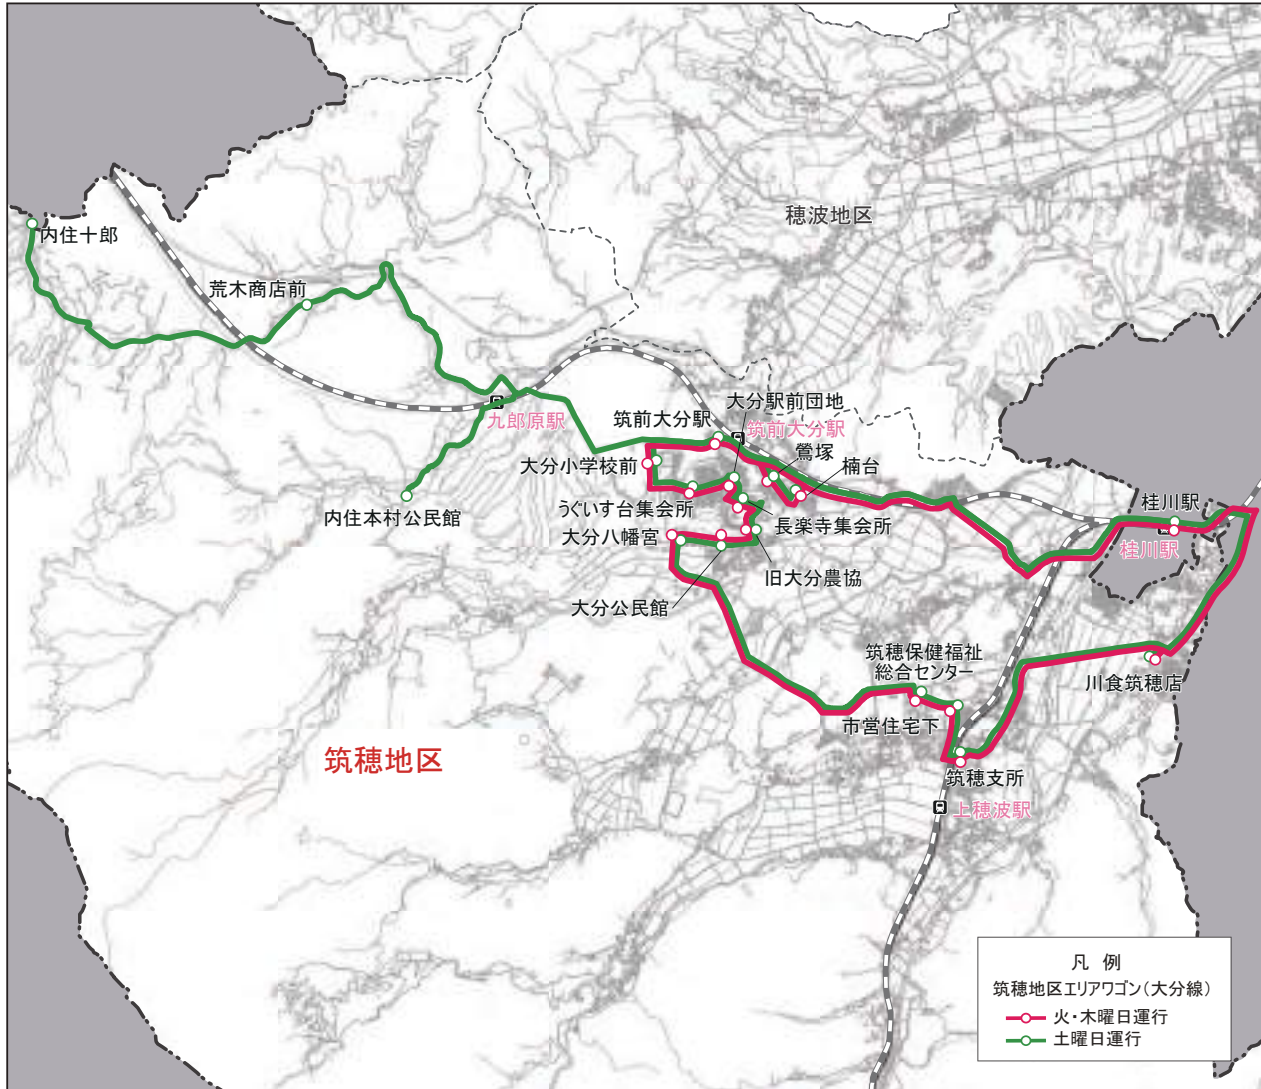 穂波地区
内住十郎
荒木商店前
九郎原駅
内住本村公民館
筑前大分駅
大分駅前団地
筑前大分駅
大分小学校前
鶯塚
楠台
うぐいす台集会所
長楽寺集会所
大分八幡宮
旧大分農協
大分公民館
桂川駅
桂川駅
筑穂保健福祉
総合センター
川食筑穂店
市営住宅下
筑穂地区
筑穂支所
上穂波駅
凡 例
筑穂地区エリアワゴン(大分線)
火・木曜日運行
土曜日運行